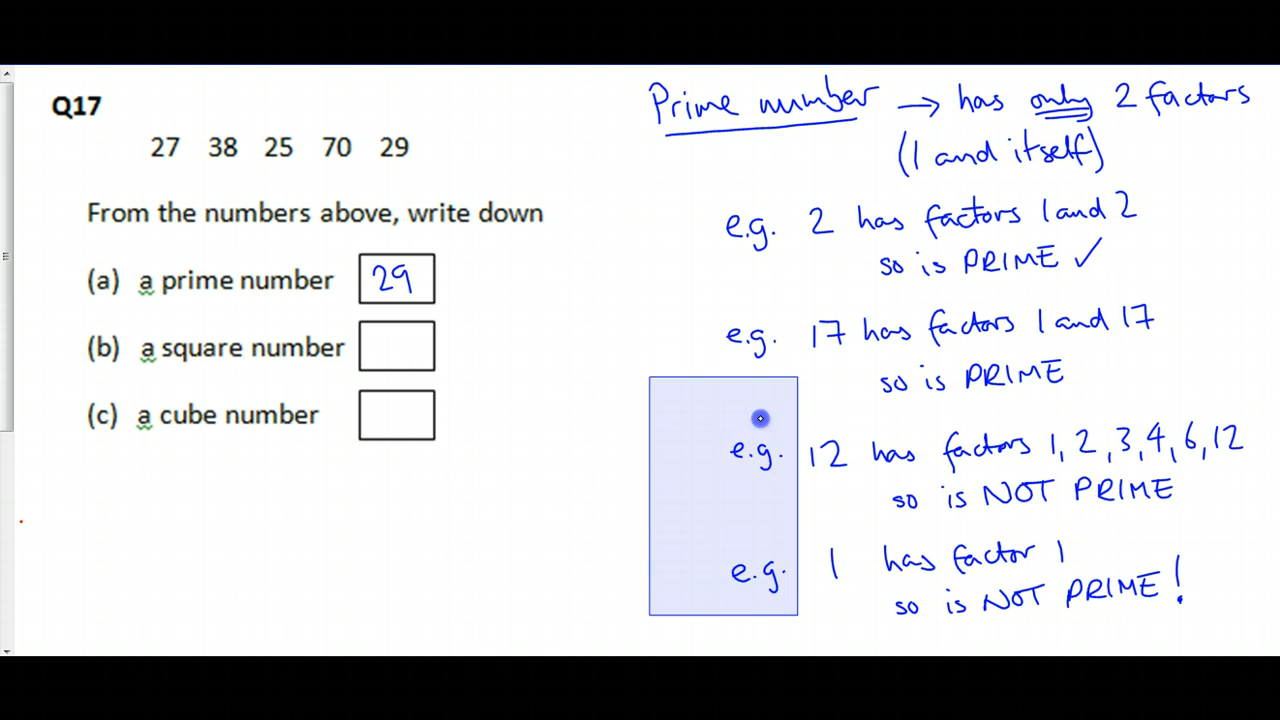 Q17
27 38 25 70 29
From the numbers above, write down
(a) a prime number 29
(b) a square number
(c) a cube number
Prime number → has only 2 factors
(1 and itself)
e.g. 2 has factors 1 and 2
so is PRIME ✓
e.g. 17 has factors 1 and 17
so is PRIME
e.g. 12 has factors 1, 2, 3, 4, 6, 12
so is NOT PRIME
e.g. 1 has factor 1
so is NOT PRIME!